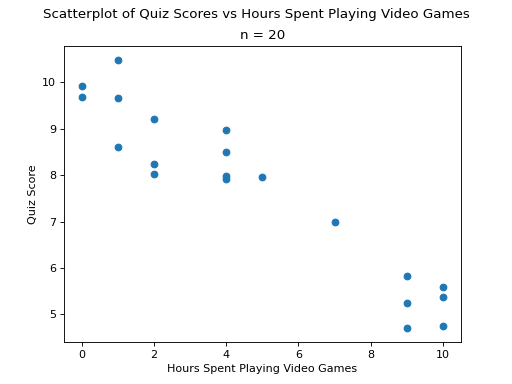 Scatterplot of Quiz Scores vs Hours Spent Playing Video Games
n = 20
10
9
8
7
6
5
Quiz Score
0 2 4 6 8 10
Hours Spent Playing Video Games